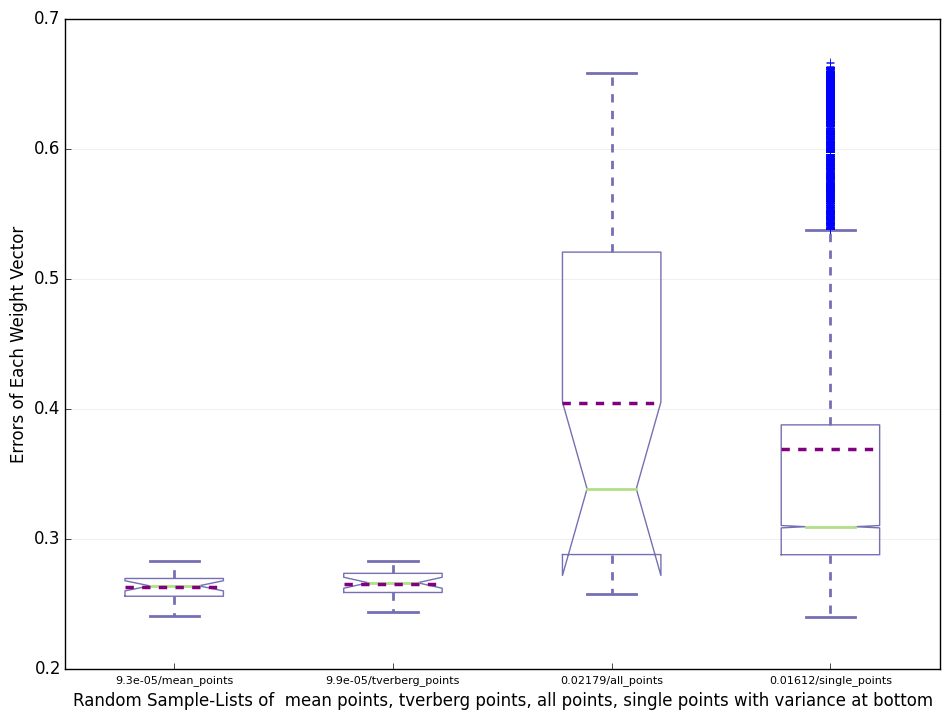 0.7
0.6
0.5
0.4
0.3
0.2
Errors of Each Weight Vector
9.3e-05/mean_points
9.9e-05/tverberg_points
0.02179/all_points
0.01612/single_points
Random Sample-Lists of  mean points, tverberg points, all points, single points with variance at bottom